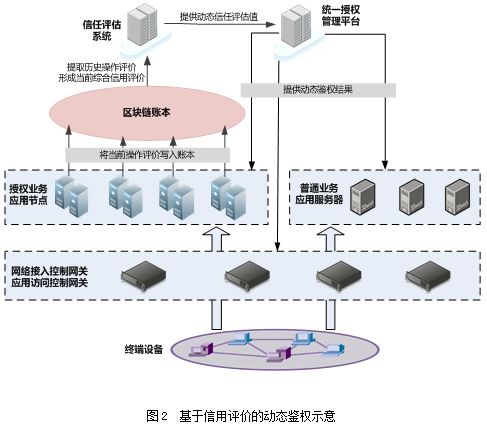 信任评估
系统
提供动态信任评估值
统一授权
管理平台
提取历史操作评价
形成当前综合信用评价
提供动态鉴权结果
区块链账本
将当前操作评价写入账本
授权业务
应用节点
普通业务
应用服务器
网络接入控制网关
应用访问控制网关
终端设备
图2 基于信用评价的动态鉴权示意